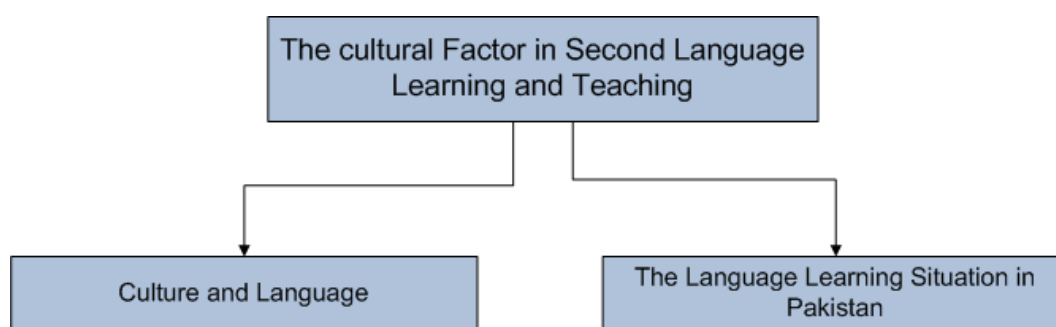 The cultural Factor in Second Language
Learning and Teaching
Culture and Language
The Language Learning Situation in
Pakistan